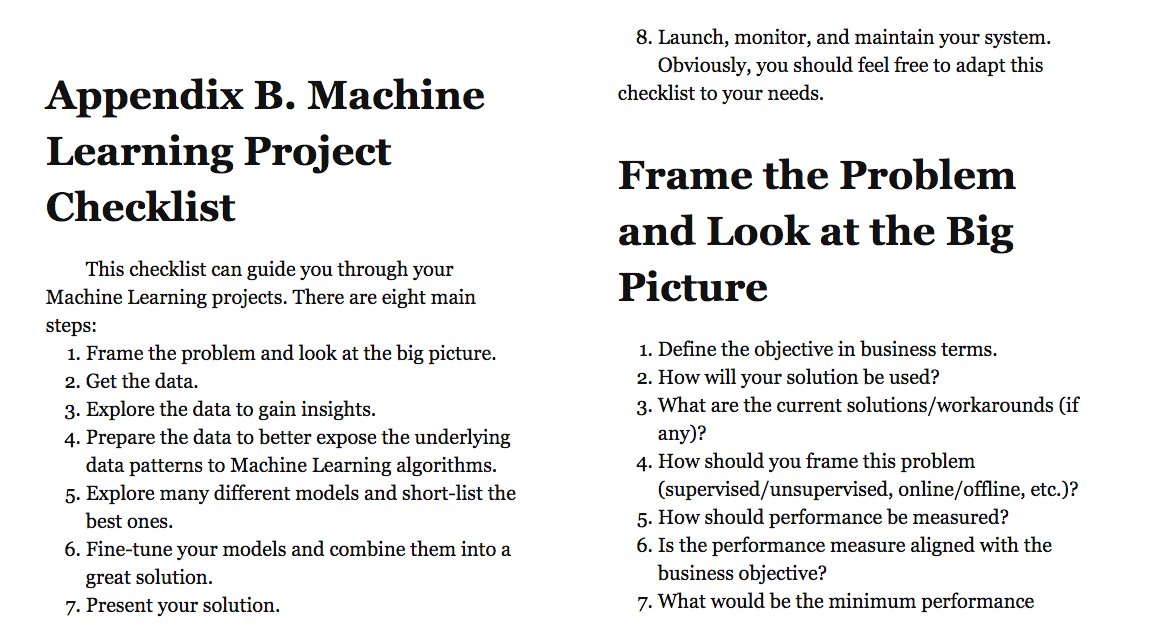 Appendix B. Machine
Learning Project
Checklist
This checklist can guide you through your
Machine Learning projects. There are eight main
steps:
1. Frame the problem and look at the big picture.
2. Get the data.
3. Explore the data to gain insights.
4. Prepare the data to better expose the underlying
data patterns to Machine Learning algorithms.
5. Explore many different models and short-list the
best ones.
6. Fine-tune your models and combine them into a
great solution.
7. Present your solution.
8. Launch, monitor, and maintain your system.
Obviously, you should feel free to adapt this
checklist to your needs.
Frame the Problem
and Look at the Big
Picture
1. Define the objective in business terms.
2. How will your solution be used?
3. What are the current solutions/workarounds (if
any)?
4. How should you frame this problem
(supervised/unsupervised, online/offline, etc.)?
5. How should performance be measured?
6. Is the performance measure aligned with the
business objective?
7. What would be the minimum performance